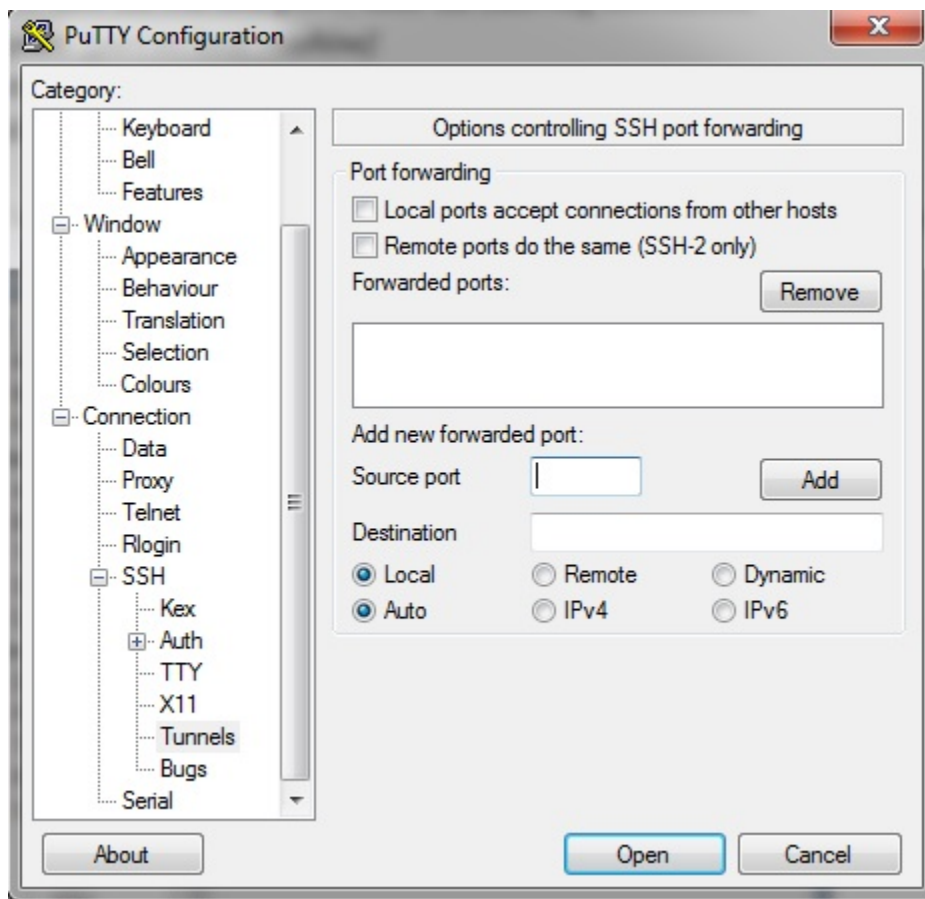 PuTTY Configuration
Category:
Keyboard
Bell
Features
Window
Appearance
Behaviour
Translation
Selection
Colours
Connection
Data
Proxy
Telnet
Rlogin
SSH
Kex
Auth
TTY
X11
Tunnels
Bugs
Serial
Options controlling SSH port forwarding
Port forwarding
Local ports accept connections from other hosts
Remote ports do the same (SSH-2 only)
Forwarded ports:
Remove
Add new forwarded port:
Source port
Add
Destination
Local Remote Dynamic
Auto IPv4 IPv6
About Open Cancel